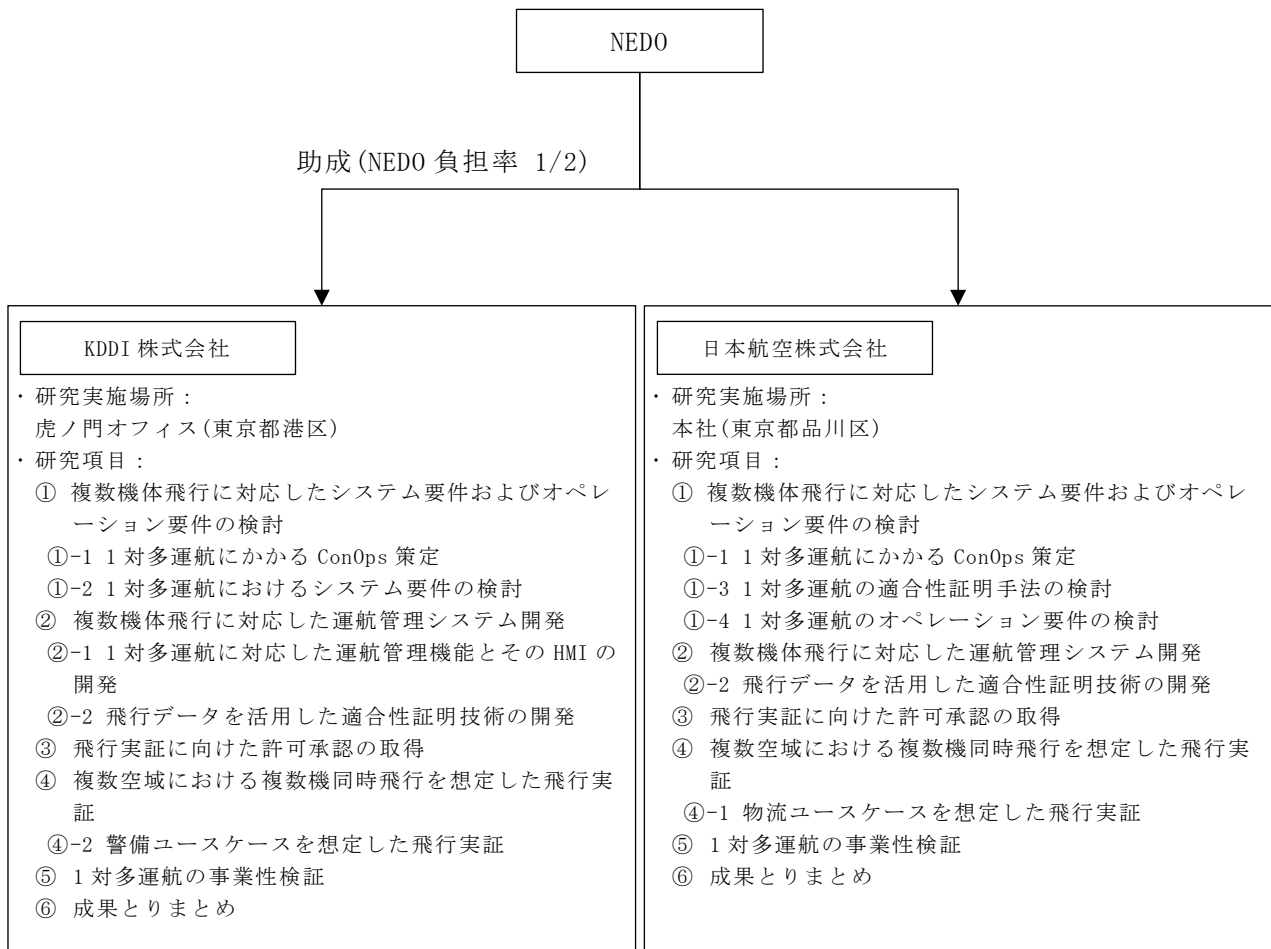 NEDO
助成(NEDO 負担率 1/2)
KDDI 株式会社
・研究実施場所:
虎ノ門オフィス(東京都港区)
・研究項目:
① 複数機体飛行に対応したシステム要件およびオペレ
ーション要件の検討
①-1 1対多運航にかかる ConOps 策定
①-2 1対多運航におけるシステム要件の検討
② 複数機体飛行に対応した運航管理システム開発
②-1 1対多運航に対応した運航管理機能とその HMI の
開発
②-2 飛行データを活用した適合性証明技術の開発
③ 飛行実証に向けた許可承認の取得
④ 複数空域における複数機同時飛行を想定した飛行実
証
④-2 警備ユースケースを想定した飛行実証
⑤ 1対多運航の事業性検証
⑥ 成果とりまとめ
日本航空株式会社
・研究実施場所:
本社(東京都品川区)
・研究項目:
① 複数機体飛行に対応したシステム要件およびオペレ
ーション要件の検討
①-1 1対多運航にかかる ConOps 策定
①-3 1対多運航の適合性証明手法の検討
①-4 1対多運航のオペレーション要件の検討
② 複数機体飛行に対応した運航管理システム開発
②-2 飛行データを活用した適合性証明技術の開発
③ 飛行実証に向けた許可承認の取得
④ 複数空域における複数機同時飛行を想定した飛行実
証
④-1 物流ユースケースを想定した飛行実証
⑤ 1対多運航の事業性検証
⑥ 成果とりまとめ